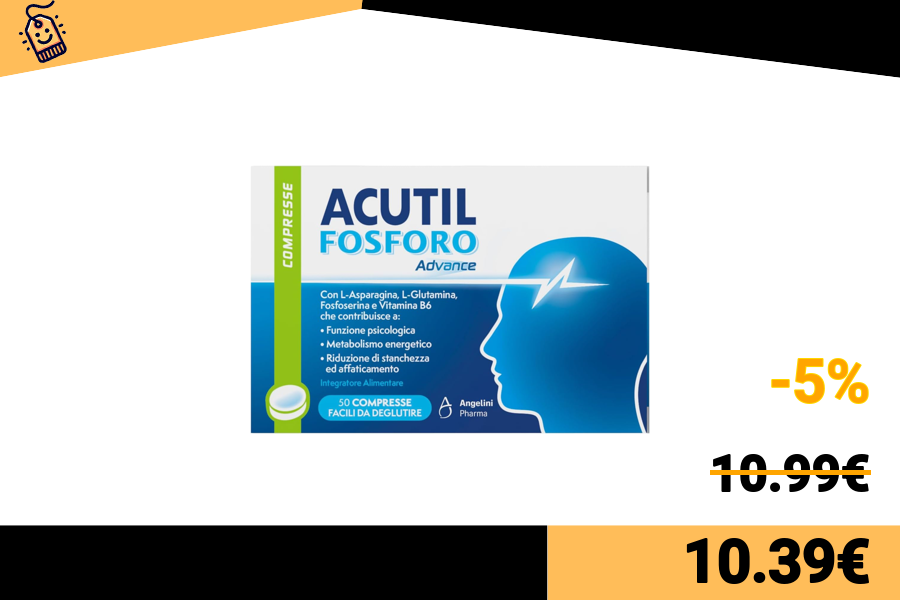 COMPRESSE
ACUTIL
FOSFORO
Advance
Con L-Asparagina, L-Glutamina,
Fosfoserina e Vitamina B6
che contribuisce a:
• Funzione psicologica
• Metabolismo energetico
• Riduzione di stanchezza
ed affaticamento
Integratore Alimentare
50 COMPRESSE
FACILI DA DEGLUTIRE
Angelini
Pharma
-5%
10.99€
10.39€